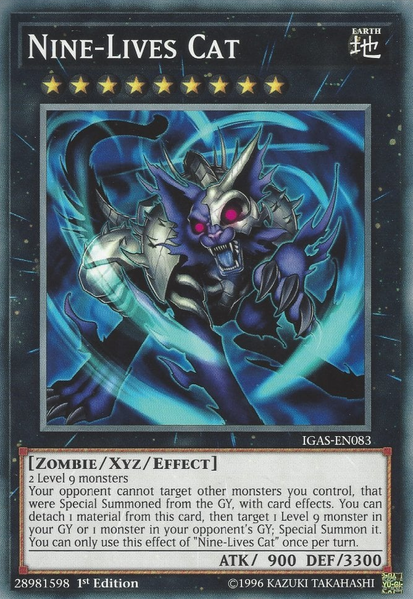 NINE-LIVES CAT
EARTH
地
IGAS-EN083
[ZOMBIE/XYZ/EFFECT]
2 Level 9 monsters
Your opponent cannot target other monsters you control, that
were Special Summoned from the GY, with card effects. You can
detach 1 material from this card, then target 1 Level 9 monster in
your GY or 1 monster in your opponent's GY; Special Summon it.
You can only use this effect of "Nine-Lives Cat" once per turn.
ATK/ 900 DEF/3300
28981598 1st Edition ©1996 KAZUKI TAKAHASHI